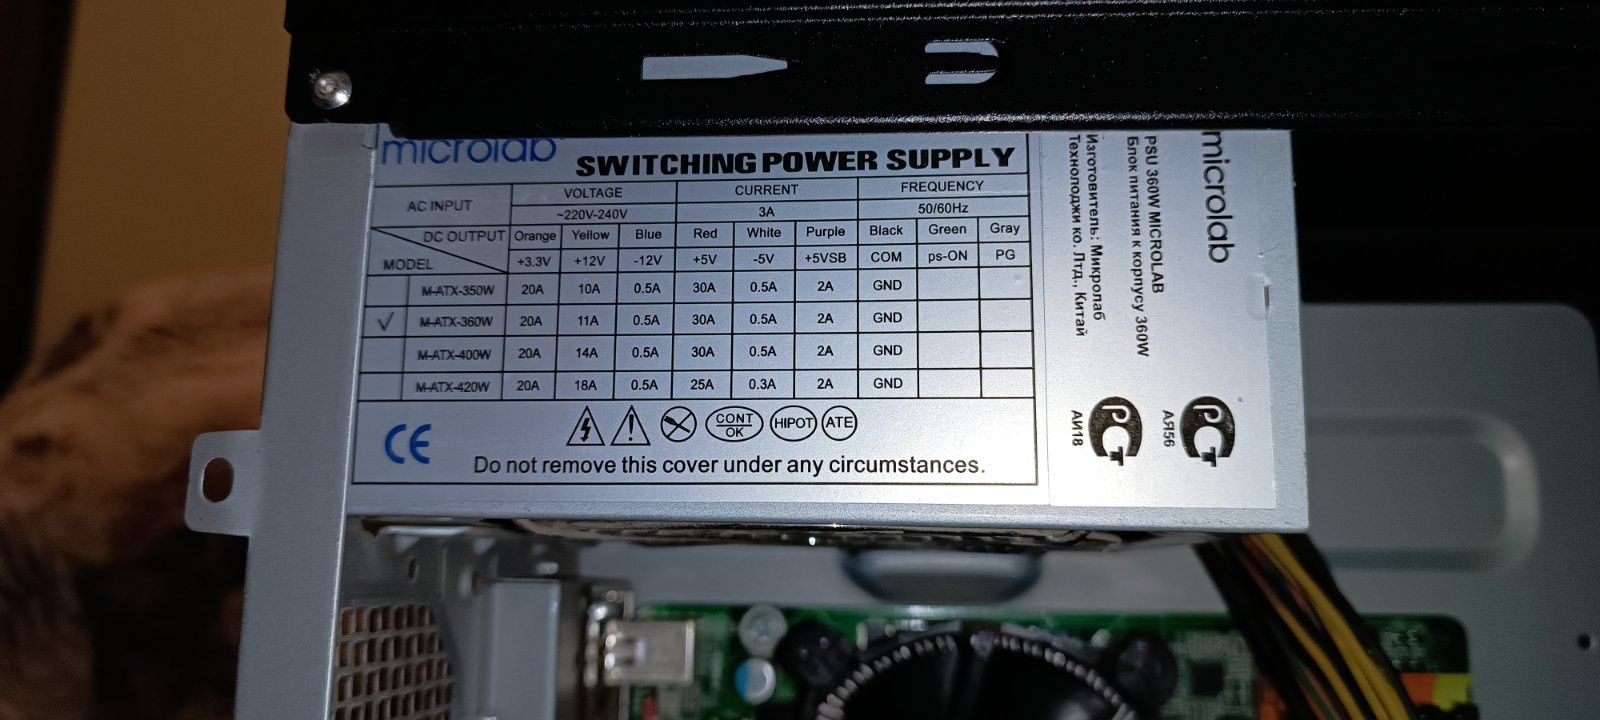 microlab
SWITCHING POWER SUPPLY
AC INPUT VOLTAGE CURRENT FREQUENCY
~220V-240V 3A 50/60Hz
DC OUTPUT Orange Yellow Blue Red White Purple Black Green Gray
MODEL +3.3V +12V -12V +5V -5V +5VSB COM ps-ON PG
M-ATX-350W 20A 10A 0.5A 30A 0.5A 2A GND
√ M-ATX-360W 20A 11A 0.5A 30A 0.5A 2A GND
M-ATX-400W 20A 14A 0.5A 30A 0.5A 2A GND
M-ATX-420W 20A 18A 0.5A 25A 0.3A 2A GND
CE
CONT
OK
HIPOT
ATE
Do not remove this cover under any circumstances.
microlab
PSU 360W MICROLAB
Блок питания к корпусу 360W
Изготовитель: Микролаб
Технолоджи ко. Лтд., Китай
РСТ
АЯ56
РСТ
АИ18